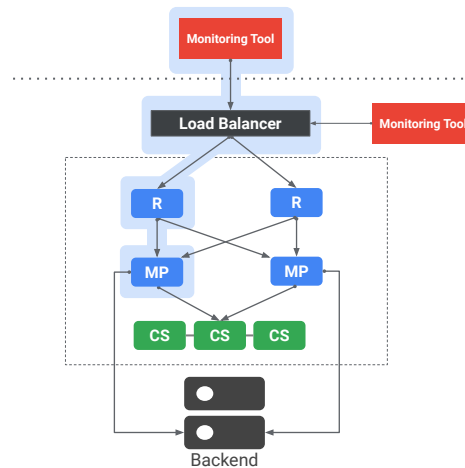 Monitoring Tool
Load Balancer
Monitoring Tool
R
R
MP
MP
CS
CS
CS
Backend